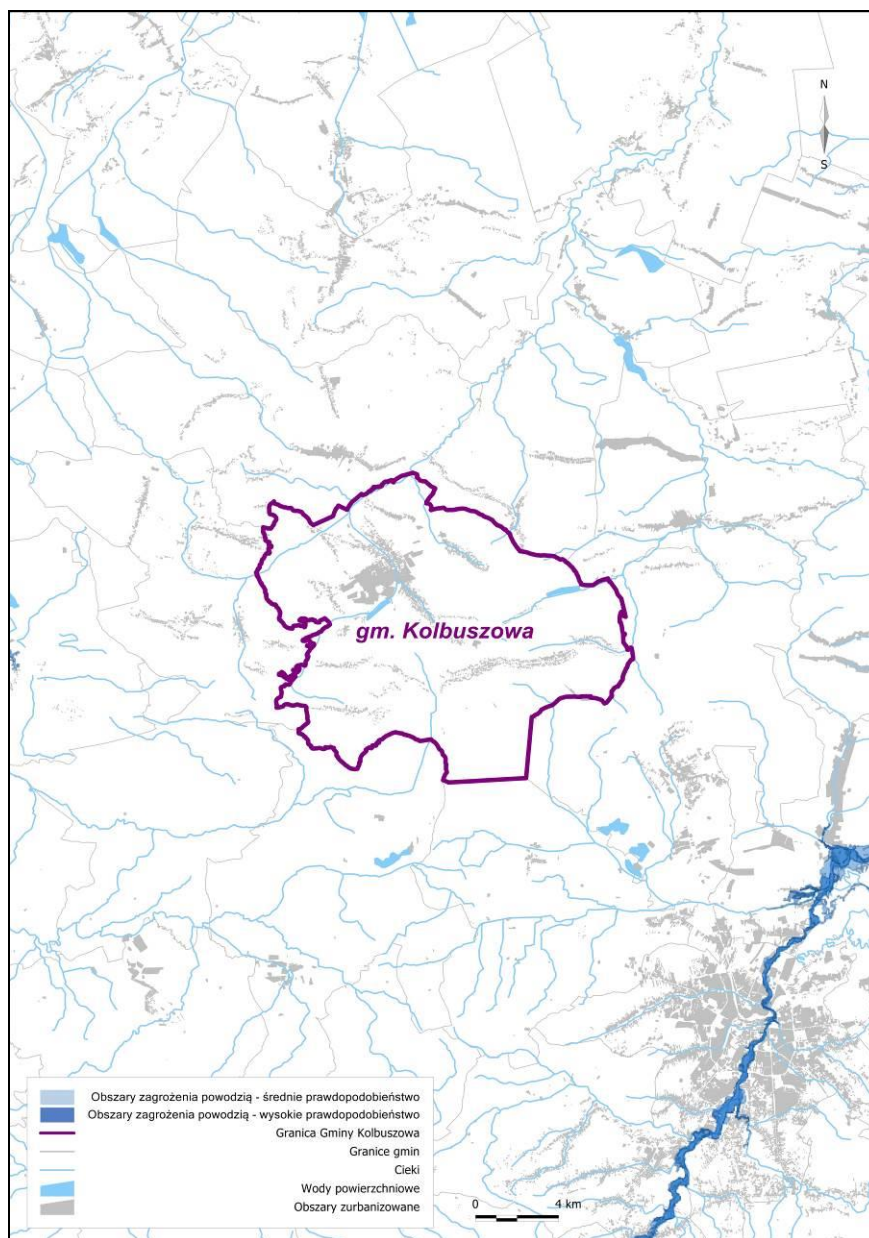 N
S
gm. Kolbuszowa
Obszary zagrożenia powodzią - średnie prawdopodobieństwo
Obszary zagrożenia powodzią - wysokie prawdopodobieństwo
Granica Gminy Kolbuszowa
Granice gmin
Cieki
Wody powierzchniowe
Obszary zurbanizowane
0 4 km